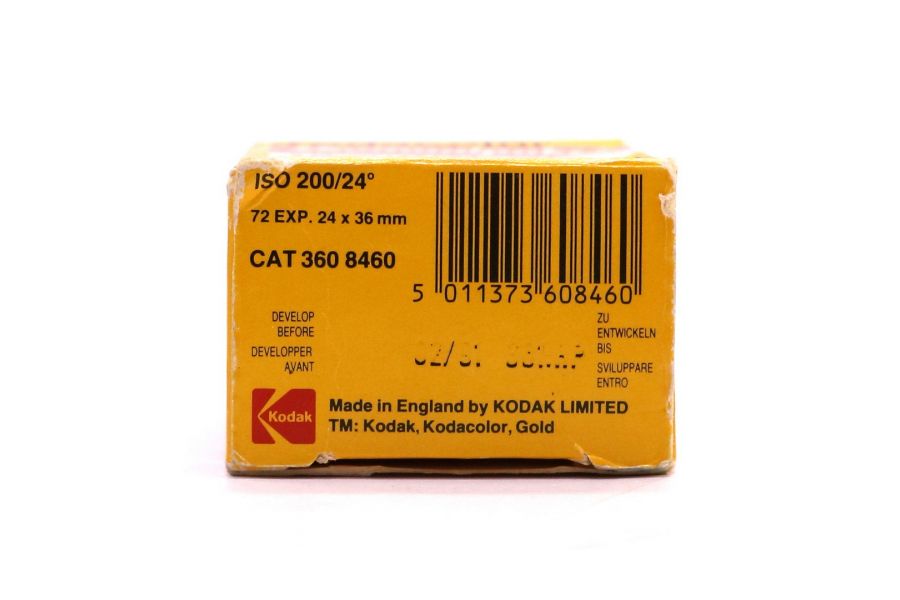 ISO 200/24°
72 EXP. 24 x 36 mm
CAT 360 8460
5 011373 608460
DEVELOP
BEFORE
DEVELOPPER
AVANT
ZU
ENTWICKELN
BIS
SVILUPPARE
ENTRO
Kodak
Made in England by KODAK LIMITED
TM: Kodak, Kodacolor, Gold